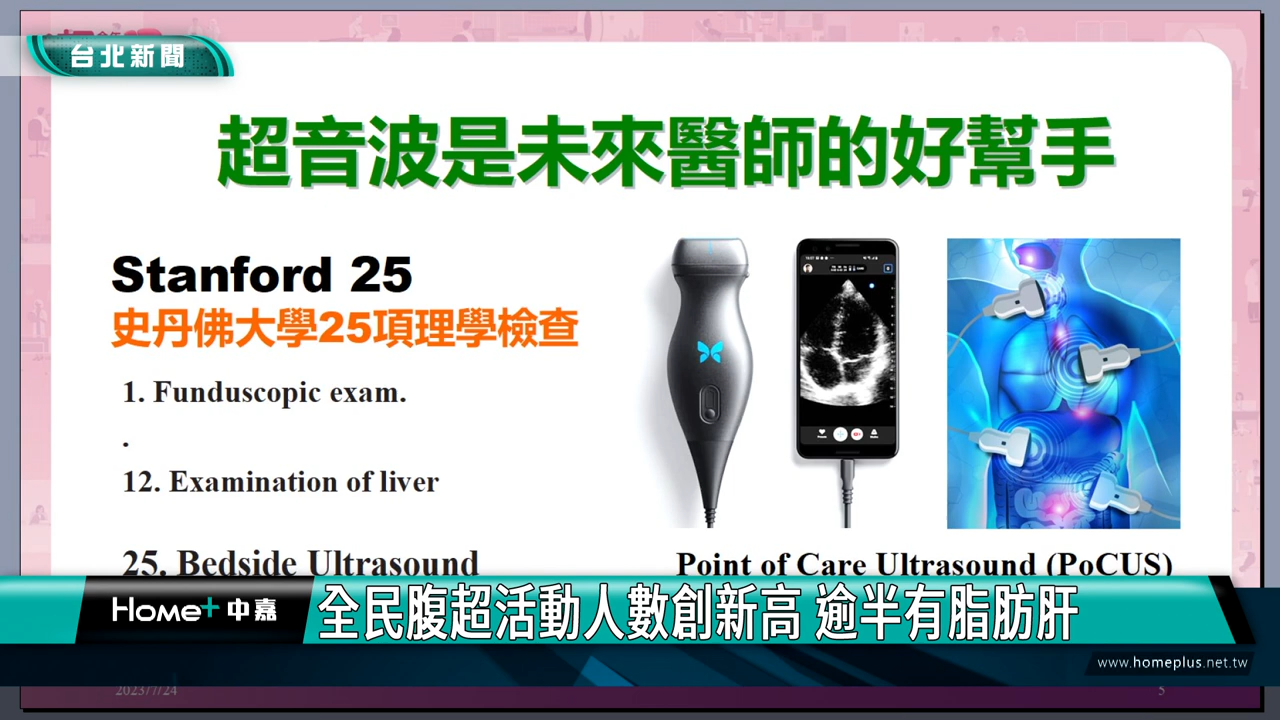 台北新聞
超音波是未來醫師的好幫手
Stanford 25
史丹佛大學25項理學檢查
1. Funduscopic exam.
.
12. Examination of liver
25. Bedside Ultrasound
Point of Care Ultrasound (PoCUS)
Home+ 中嘉
全民腹超活動人數創新高 逾半有脂肪肝
www.homeplus.net.tw
2023/7/24
5